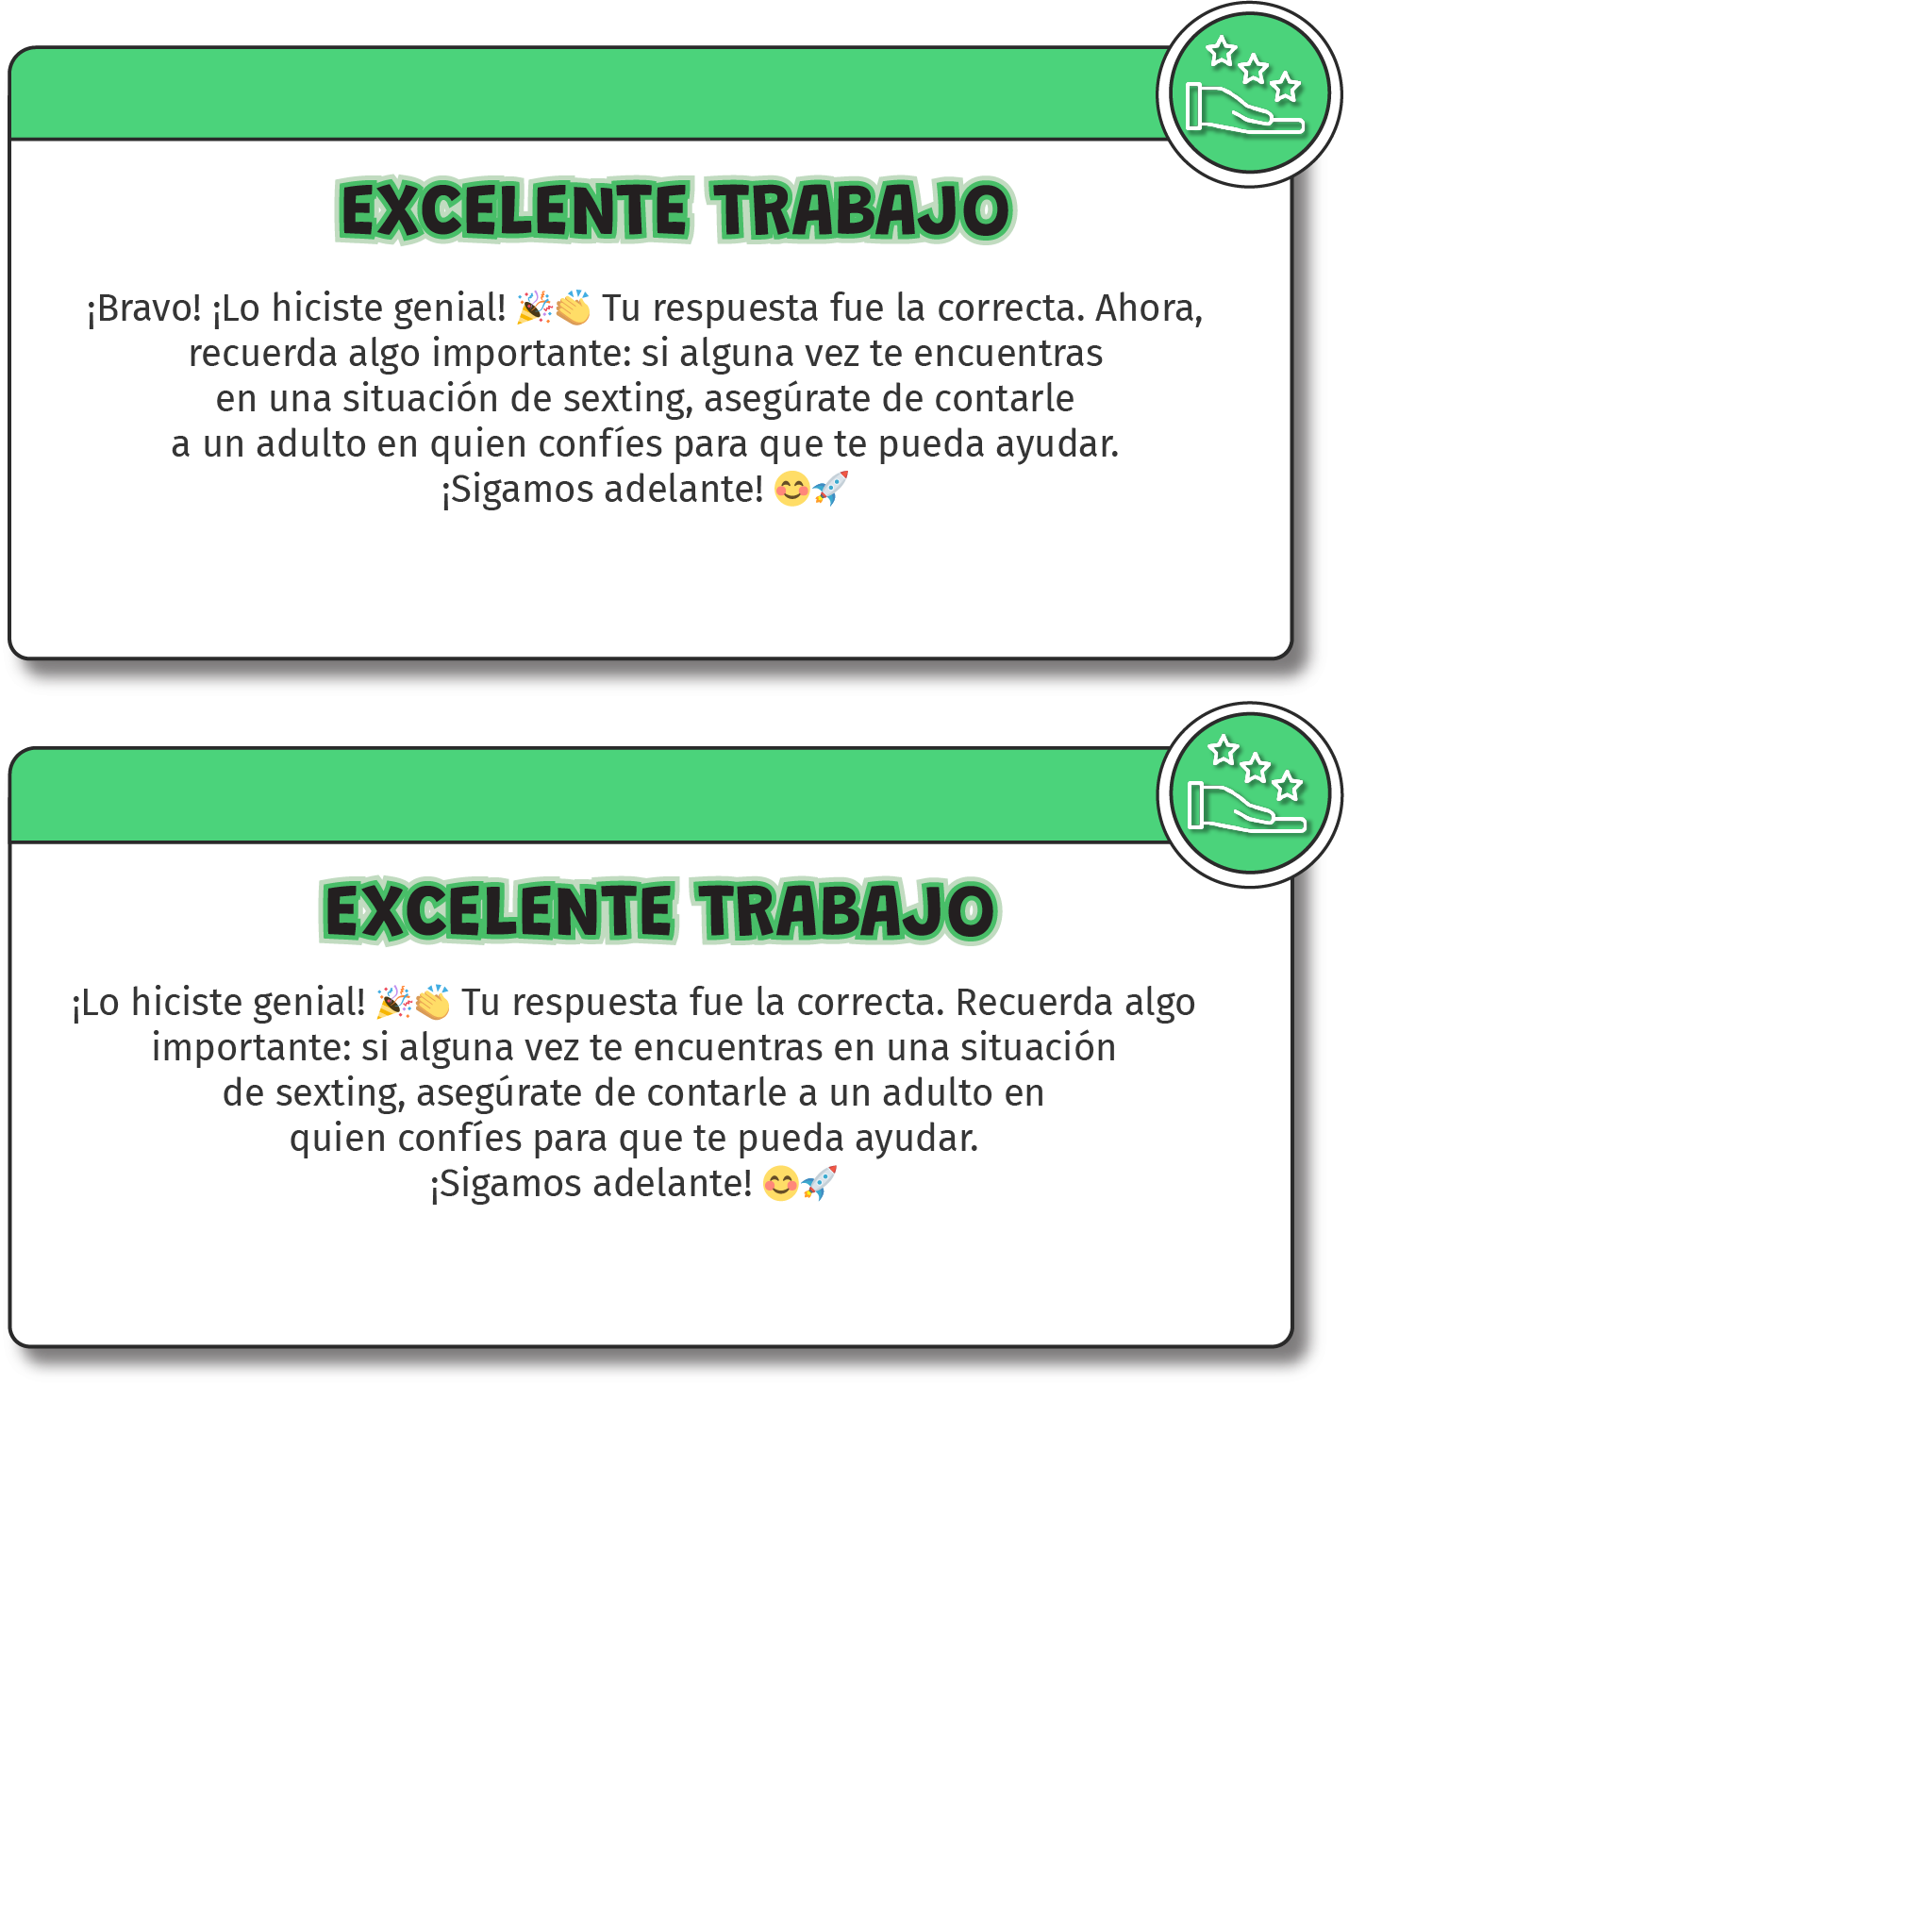 EXCELENTE TRABAJO
¡Bravo! ¡Lo hiciste genial! 🎉👏 Tu respuesta fue la correcta. Ahora,
recuerda algo importante: si alguna vez te encuentras
en una situación de sexting, asegúrate de contarle
a un adulto en quien confíes para que te pueda ayudar.
¡Sigamos adelante! 😊🚀
EXCELENTE TRABAJO
¡Lo hiciste genial! 🎉👏 Tu respuesta fue la correcta. Recuerda algo
importante: si alguna vez te encuentras en una situación
de sexting, asegúrate de contarle a un adulto en
quien confíes para que te pueda ayudar.
¡Sigamos adelante! 😊🚀